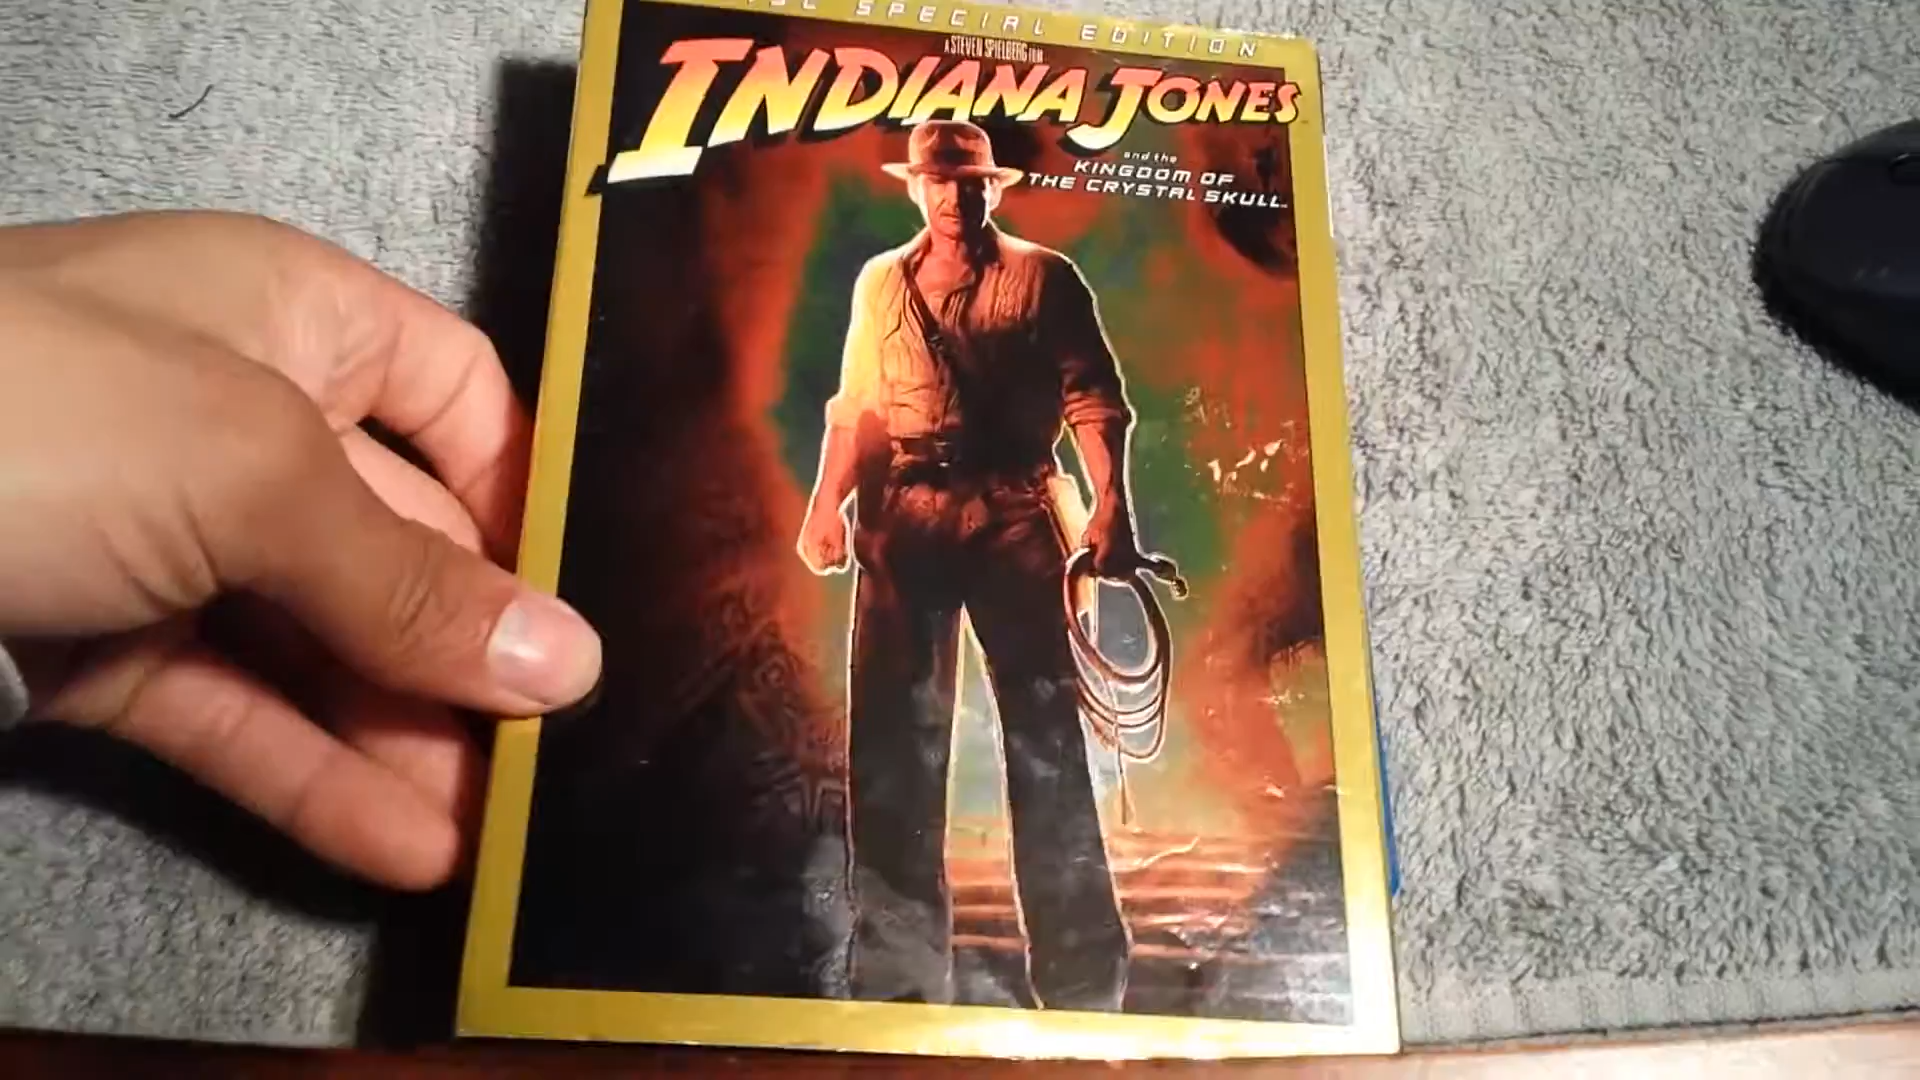 SPECIAL EDITION
A STEVEN SPIELBERG FILM
INDIANA JONES
and the
KINGDOM OF
THE CRYSTAL SKULL